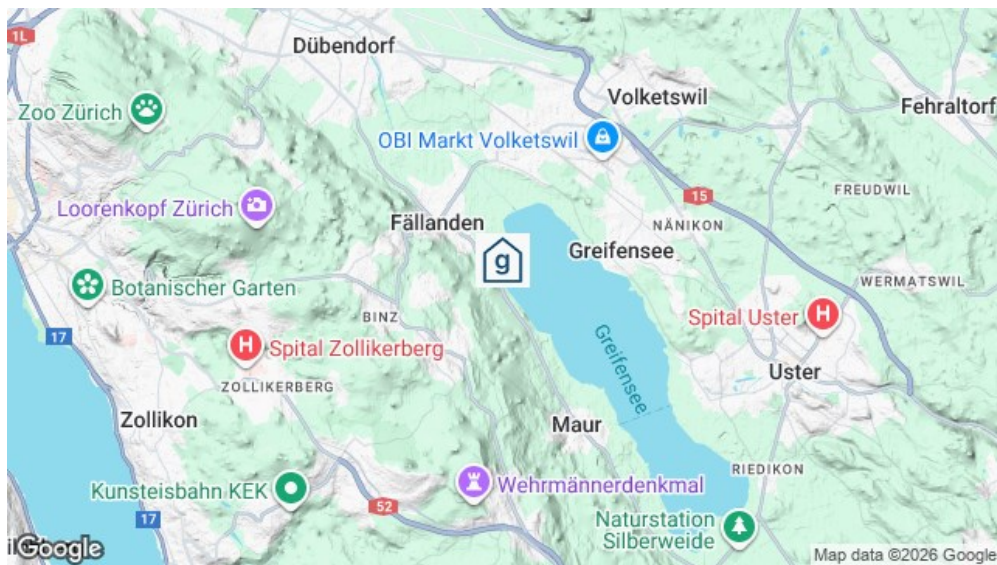 1L
Dübendorf
Zoo Zürich
Volketswil
Fehraltorf
OBI Markt Volketswil
15
FREUDWIL
Loorenkopf Zürich
Fällanden
NÄNIKON
g
Greifensee
WERMATSWIL
Botanischer Garten
BINZ
Spital Uster
H
17
H
Spital Zollikerberg
Greifensee
Uster
ZOLLIKERBERG
Zollikon
Maur
RIEDIKON
Kunsteisbahn KEK
Wehrmännerdenkmal
52
17
Naturstation
Silberweide
Google
Map data ©2026 Google